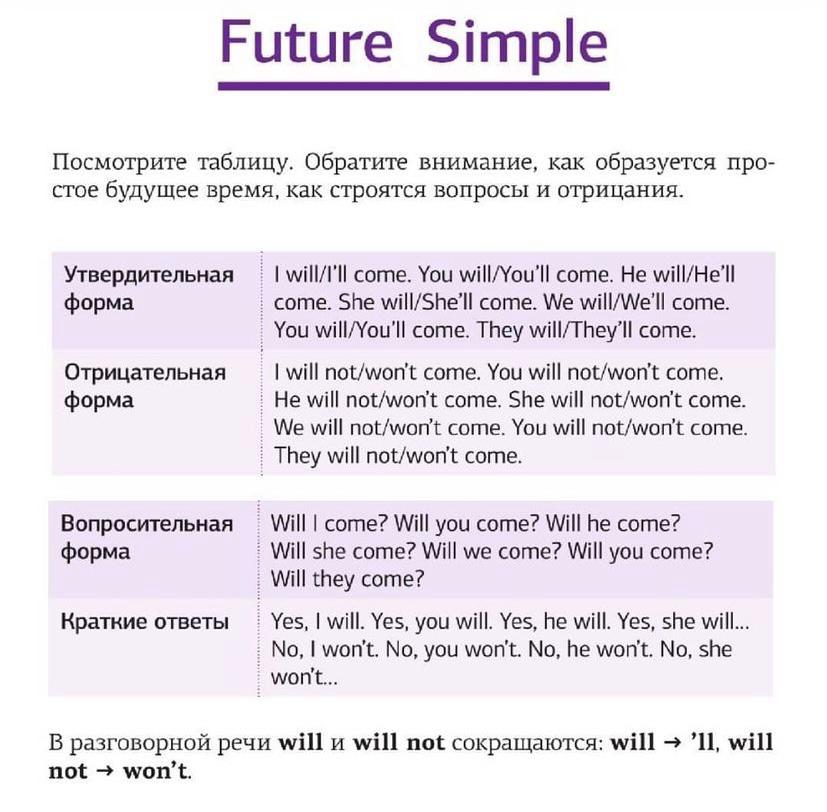 Future Simple
Посмотрите таблицу. Обратите внимание, как образуется про-
стое будущее время, как строятся вопросы и отрицания.
Утвердительная
форма
I will/I'll come. You will/You'll come. He will/He'll
come. She will/She'll come. We will/We'll come.
You will/You'll come. They will/They'll come.
Отрицательная
форма
I will not/won't come. You will not/won't come.
He will not/won't come. She will not/won't come.
We will not/won't come. You will not/won't come.
They will not/won't come.
Вопросительная
форма
Will I come? Will you come? Will he come?
Will she come? Will we come? Will you come?
Will they come?
Краткие ответы
Yes, I will. Yes, you will. Yes, he will. Yes, she will...
No, I won't. No, you won't. No, he won't. No, she
won't...
В разговорной речи will и will not сокращаются: will → 'll, will
not → won't.